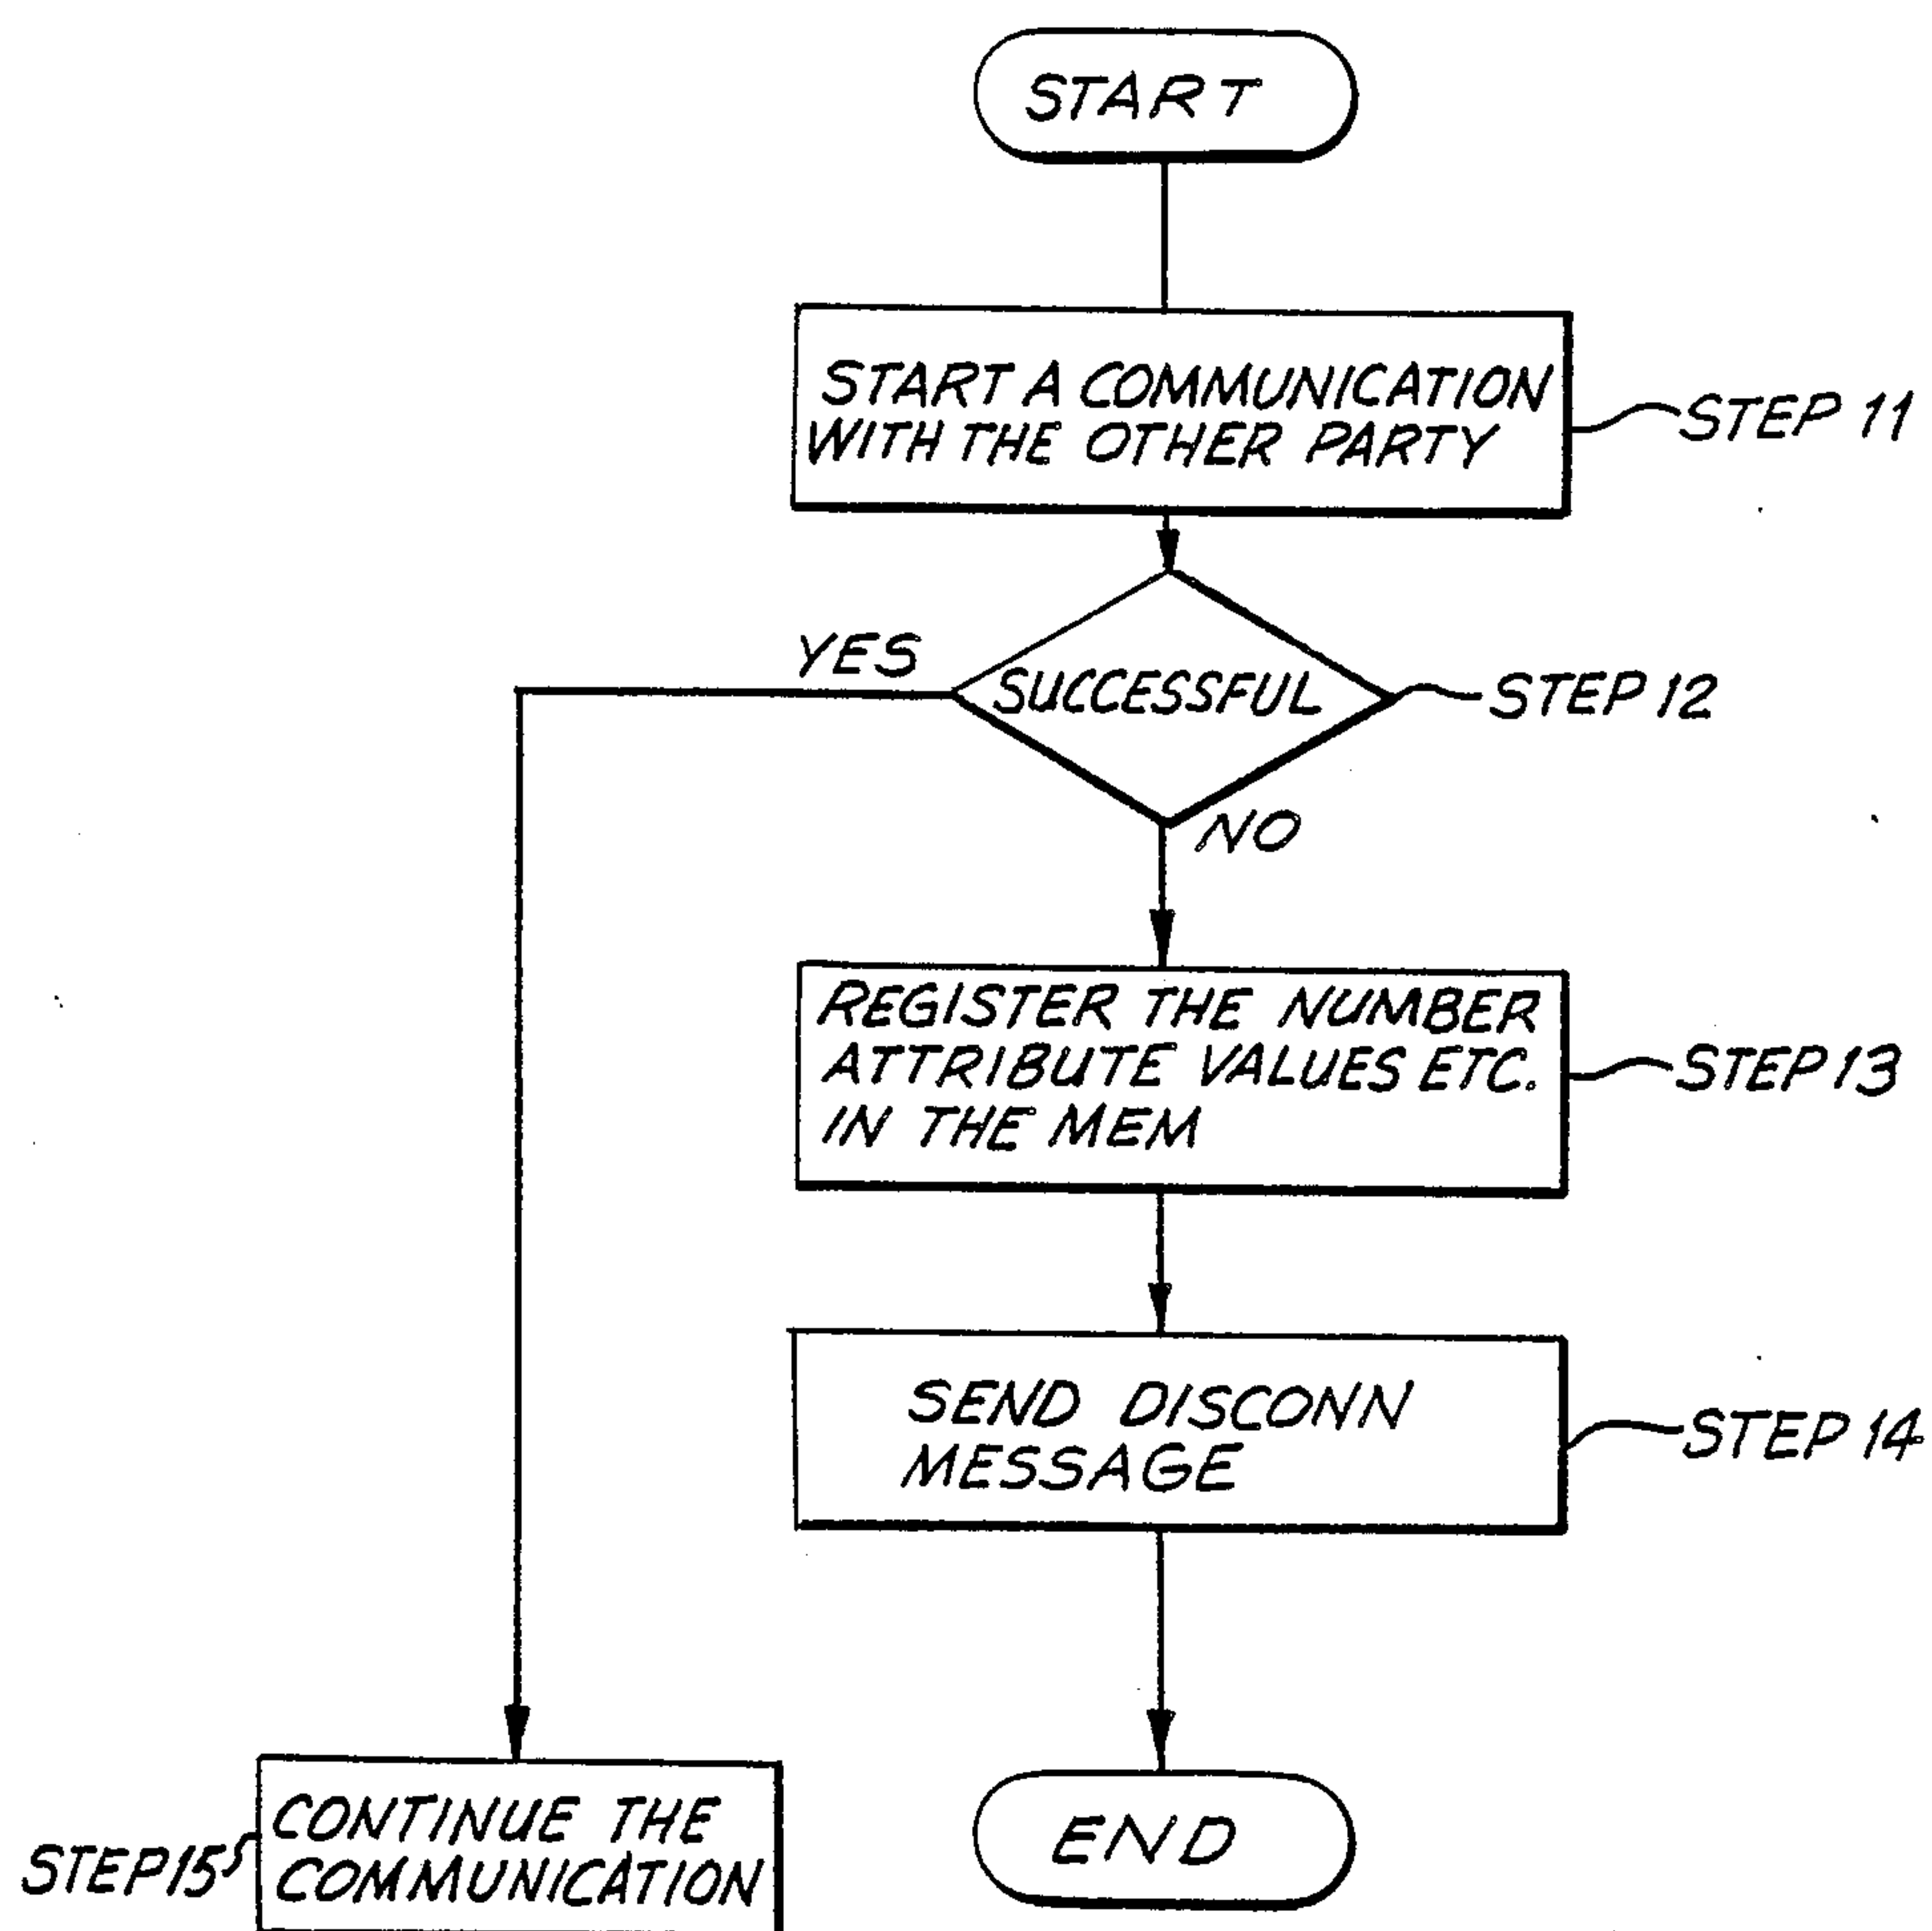 START
START A COMMUNICATION
WITH THE OTHER PARTY
STEP 11
YES
SUCCESSFUL
STEP 12
NO
REGISTER THE NUMBER
ATTRIBUTE VALUES ETC.
IN THE MEM
STEP 13
SEND DISCONN
MESSAGE
STEP 14
CONTINUE THE
COMMUNICATION
STEP 15
END